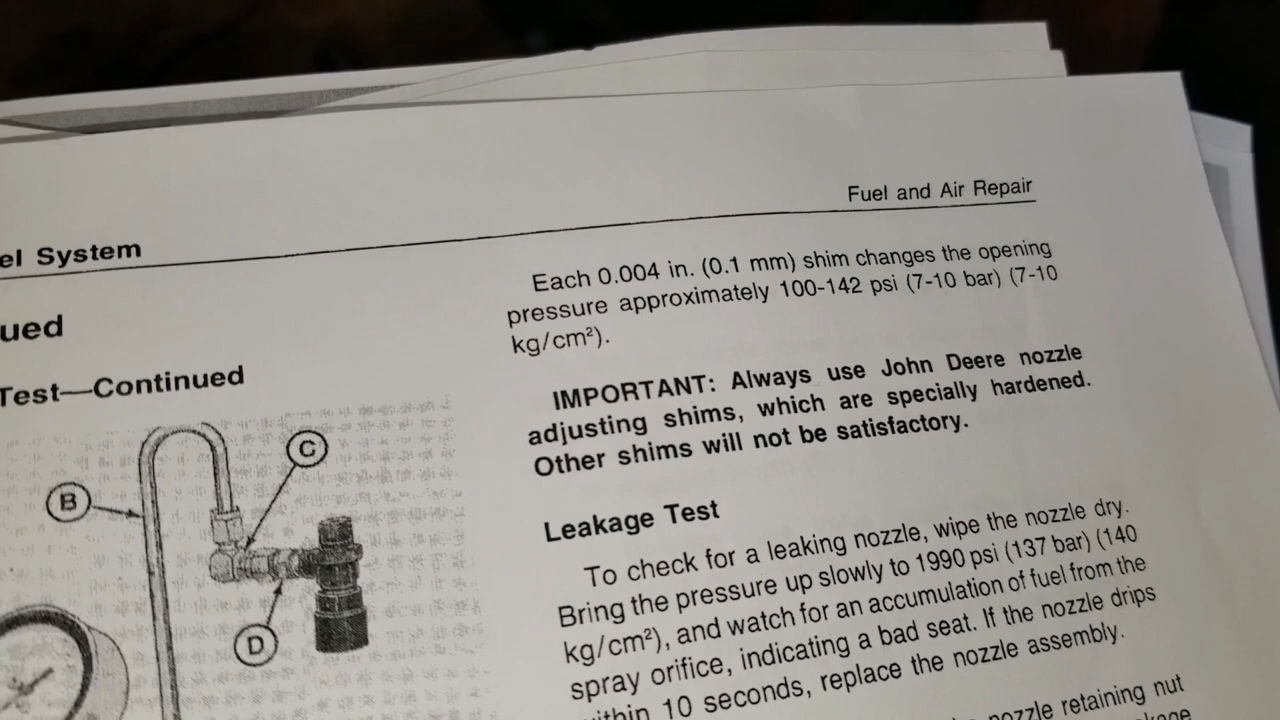 Fuel and Air Repair
el System
ued
Test—Continued
B
C
D
Each 0.004 in. (0.1 mm) shim changes the opening
pressure approximately 100-142 psi (7-10 bar) (7-10
kg/cm²).
IMPORTANT: Always use John Deere nozzle
adjusting shims, which are specially hardened.
Other shims will not be satisfactory.
Leakage Test
To check for a leaking nozzle, wipe the nozzle dry.
Bring the pressure up slowly to 1990 psi (137 bar) (140
kg/cm²), and watch for an accumulation of fuel from the
spray orifice, indicating a bad seat. If the nozzle drips
within 10 seconds, replace the nozzle assembly.
nozzle retaining nut